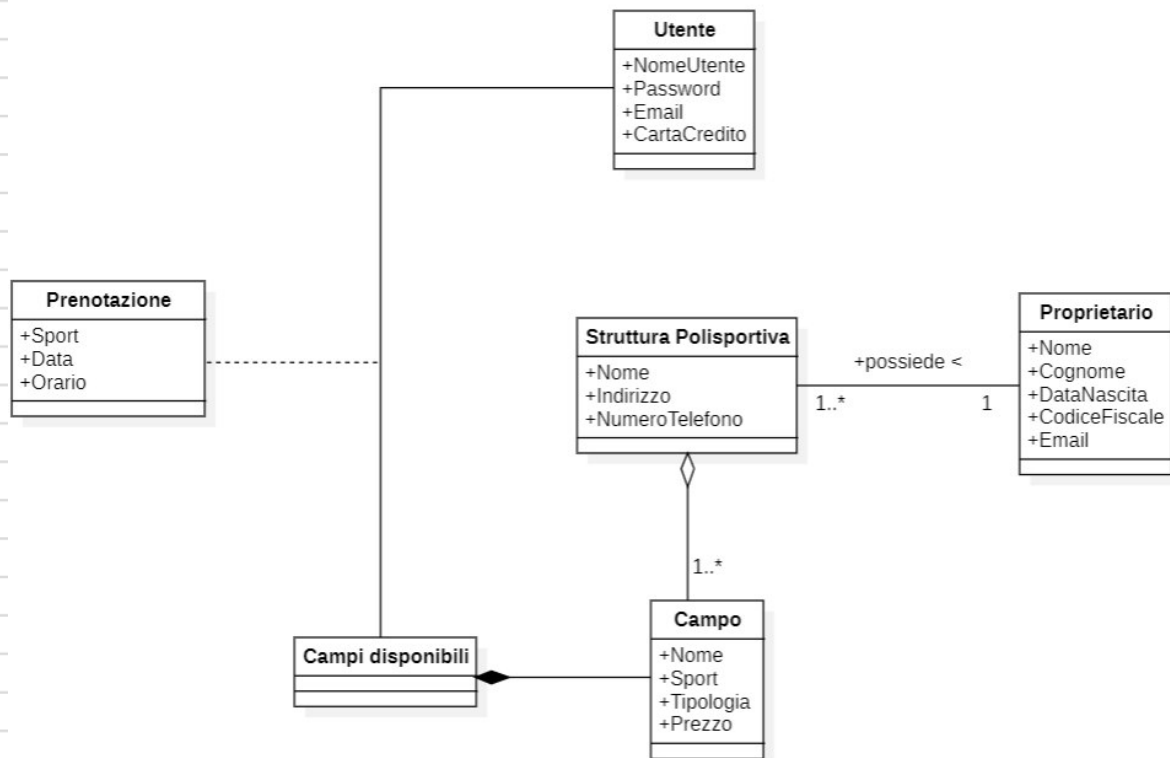 Utente
+NomeUtente
+Password
+Email
+CartaCredito
Prenotazione
+Sport
+Data
+Orario
Struttura Polisportiva
+Nome
+Indirizzo
+NumeroTelefono
+possiede <
1..*
1
Proprietario
+Nome
+Cognome
+DataNascita
+CodiceFiscale
+Email
1..*
Campi disponibili
Campo
+Nome
+Sport
+Tipologia
+Prezzo